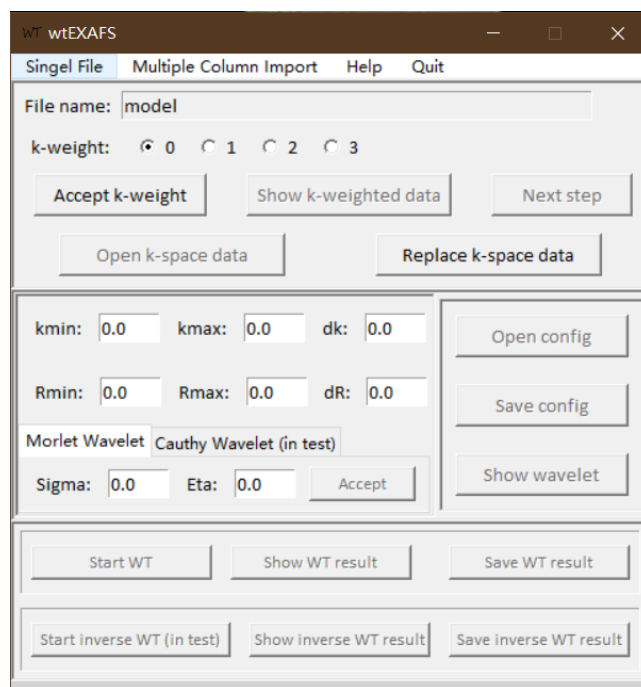 WT wtEXAFS
Singel File Multiple Column Import Help Quit
File name: model
k-weight: 0 1 2 3
Accept k-weight Show k-weighted data Next step
Open k-space data Replace k-space data
kmin: 0.0 kmax: 0.0 dk: 0.0
Open config
Rmin: 0.0 Rmax: 0.0 dR: 0.0
Save config
Morlet Wavelet Cauthy Wavelet (in test)
Sigma: 0.0 Eta: 0.0 Accept
Show wavelet
Start WT Show WT result Save WT result
Start inverse WT (in test) Show inverse WT result Save inverse WT result